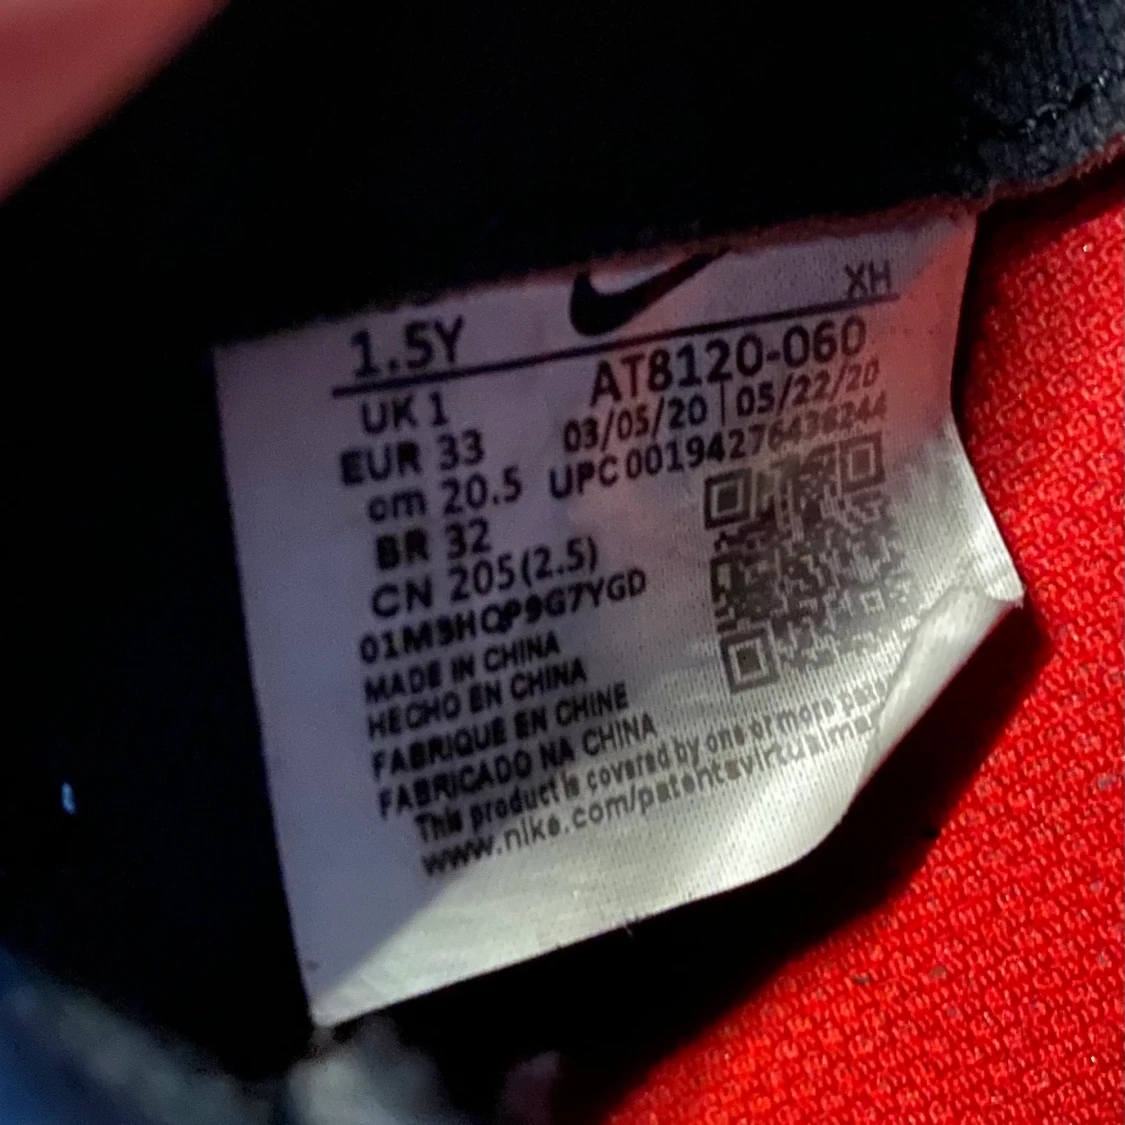 1.5Y XH
UK 1 AT8120-060
EUR 33 03/05/20 | 05/22/20
cm 20.5 UPC 00194276436244
BR 32
CN 205(2.5)
01M9HQP9G7YGD
MADE IN CHINA
HECHO EN CHINA
FABRIQUE EN CHINE
FABRICADO NA CHINA
This product is covered by one or more
www.nike.com/patents